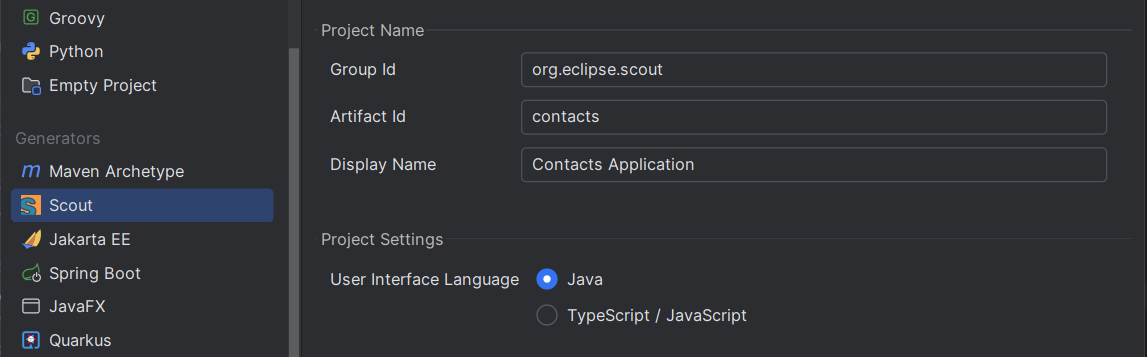 Groovy
Python
Empty Project
Generators
Maven Archetype
Scout
Jakarta EE
Spring Boot
JavaFX
Quarkus
Project Name
Group Id org.eclipse.scout
Artifact Id contacts
Display Name Contacts Application
Project Settings
User Interface Language Java
TypeScript / JavaScript